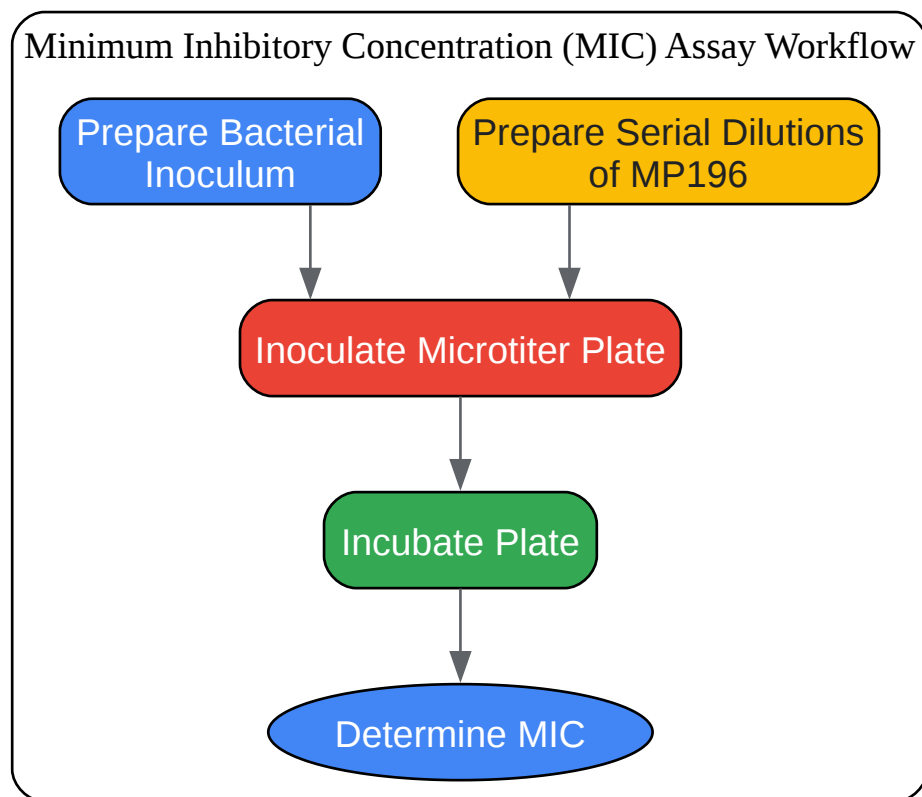 Minimum Inhibitory Concentration (MIC) Assay Workflow
Prepare Bacterial
Inoculum
Prepare Serial Dilutions
of MP196
Inoculate Microtiter Plate
Incubate Plate
Determine MIC